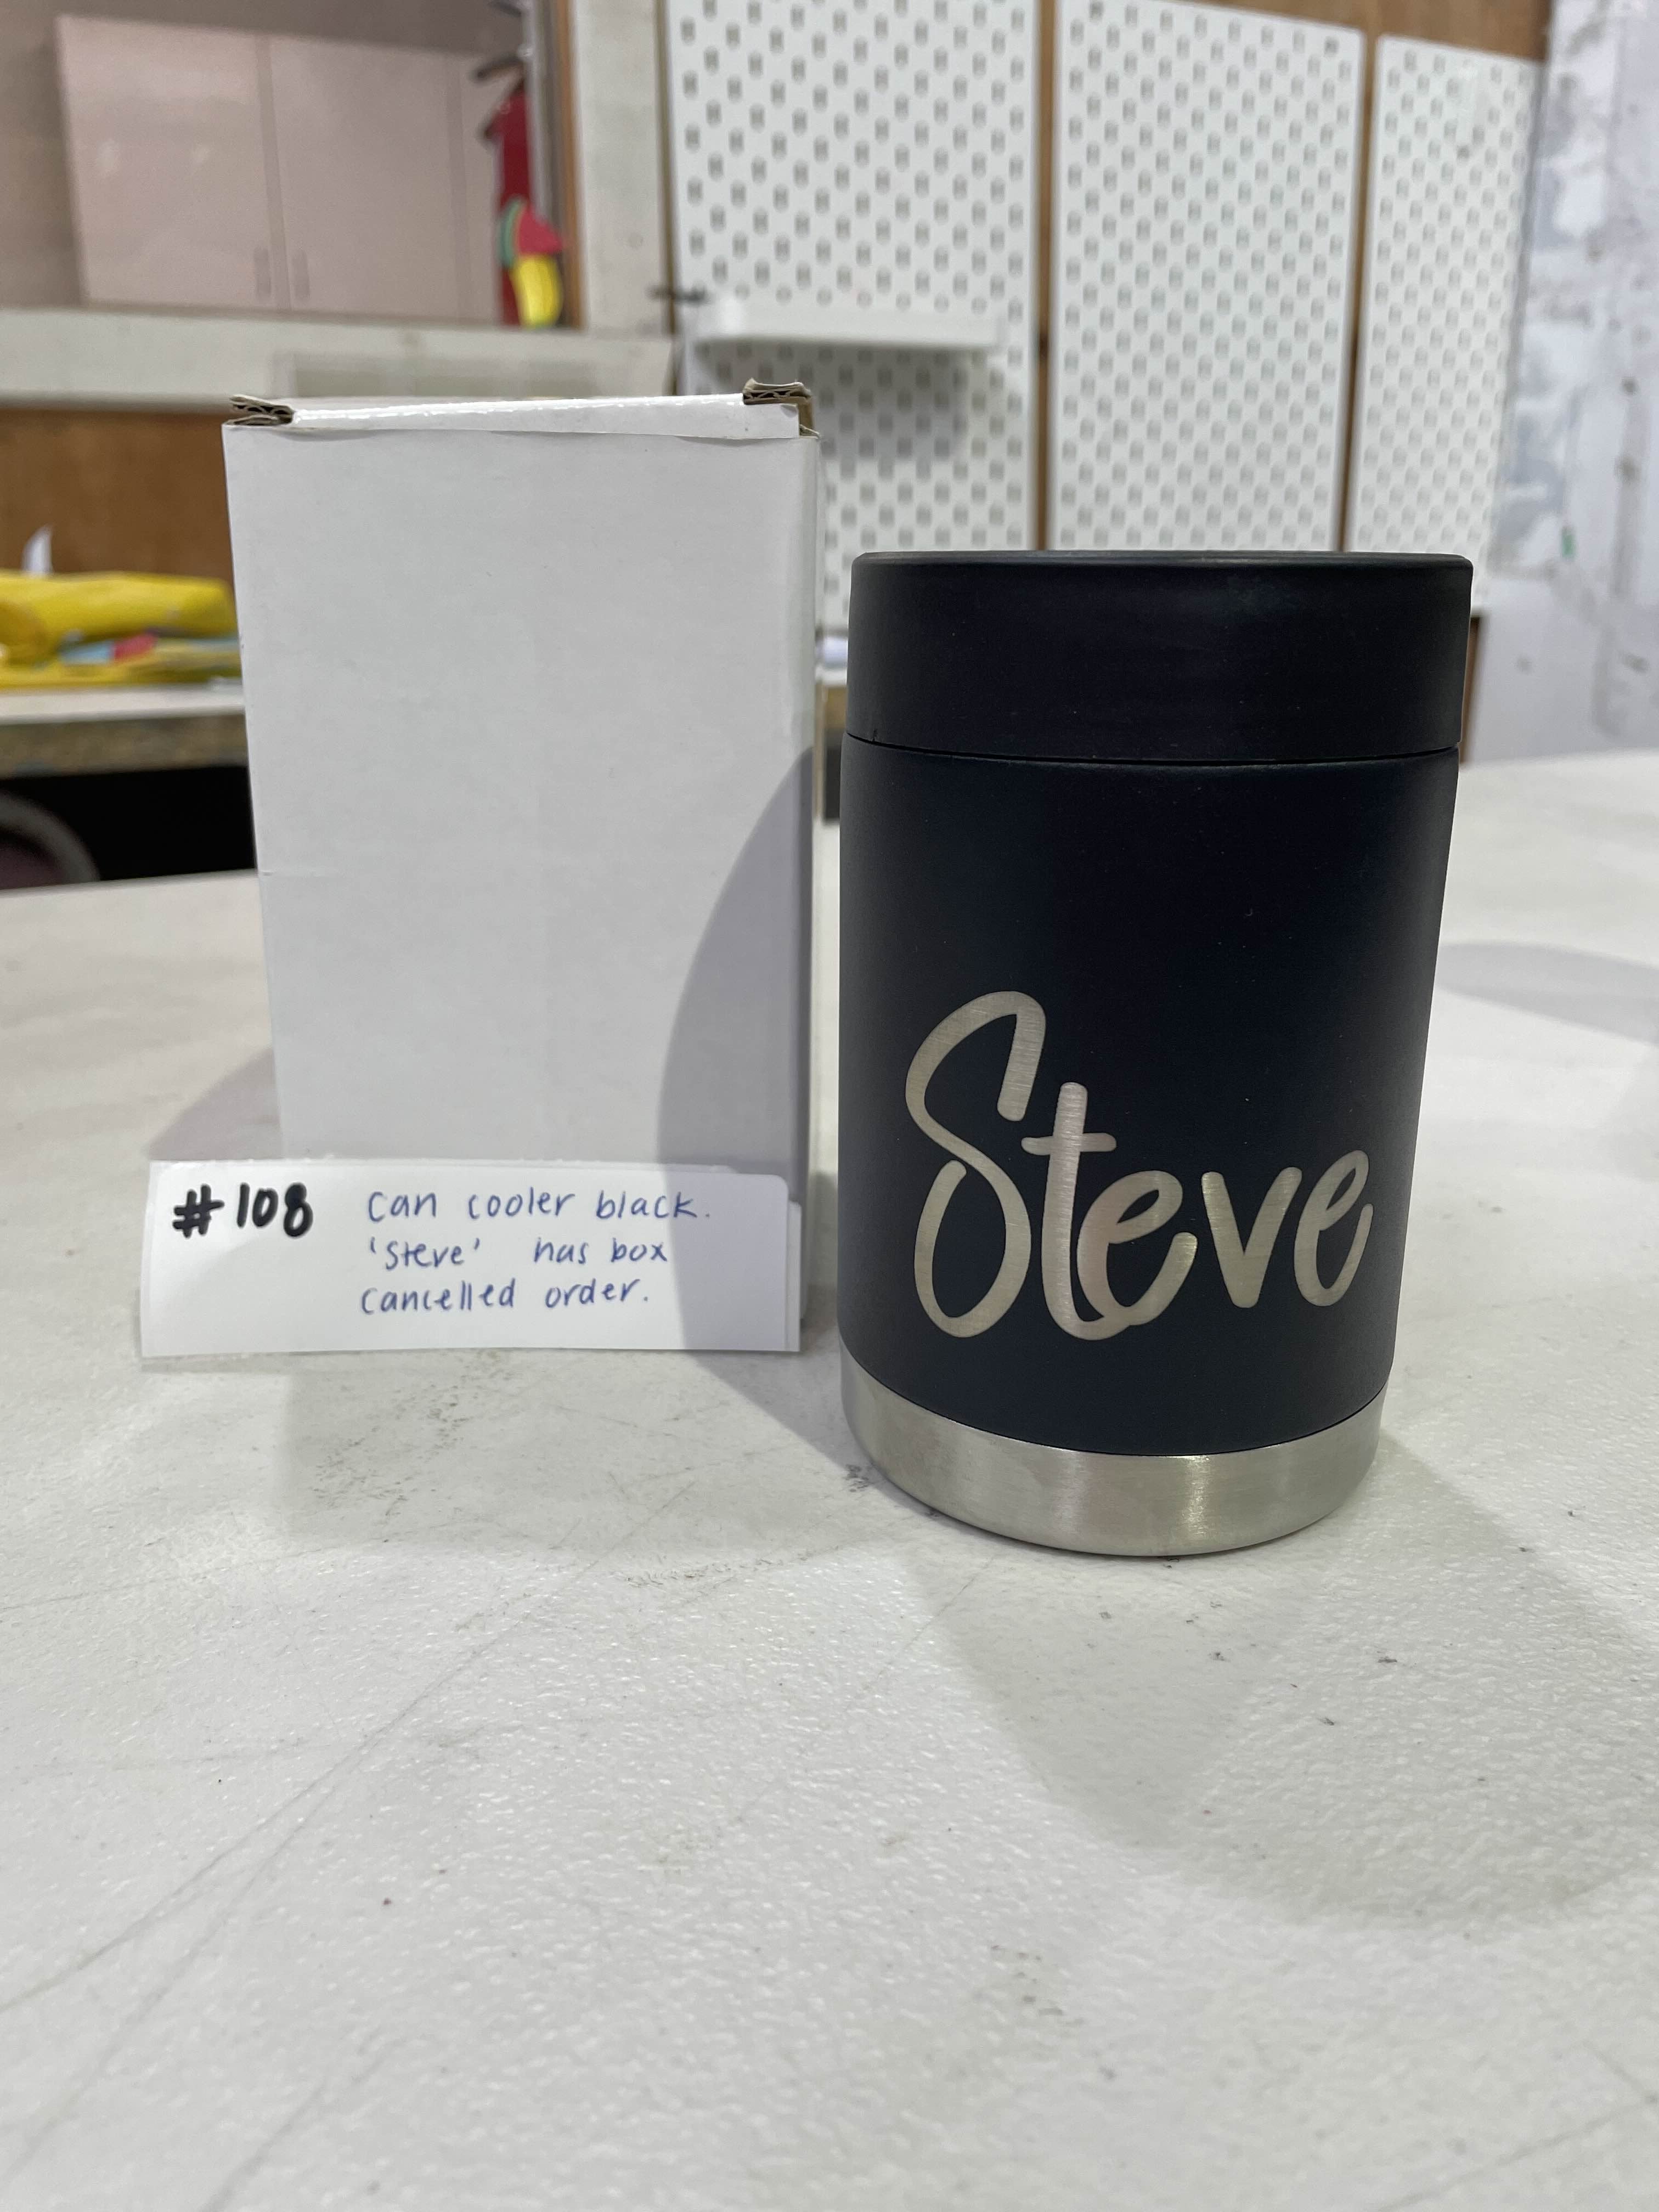 #108 can cooler black.
'Steve' has box
cancelled order.
Steve